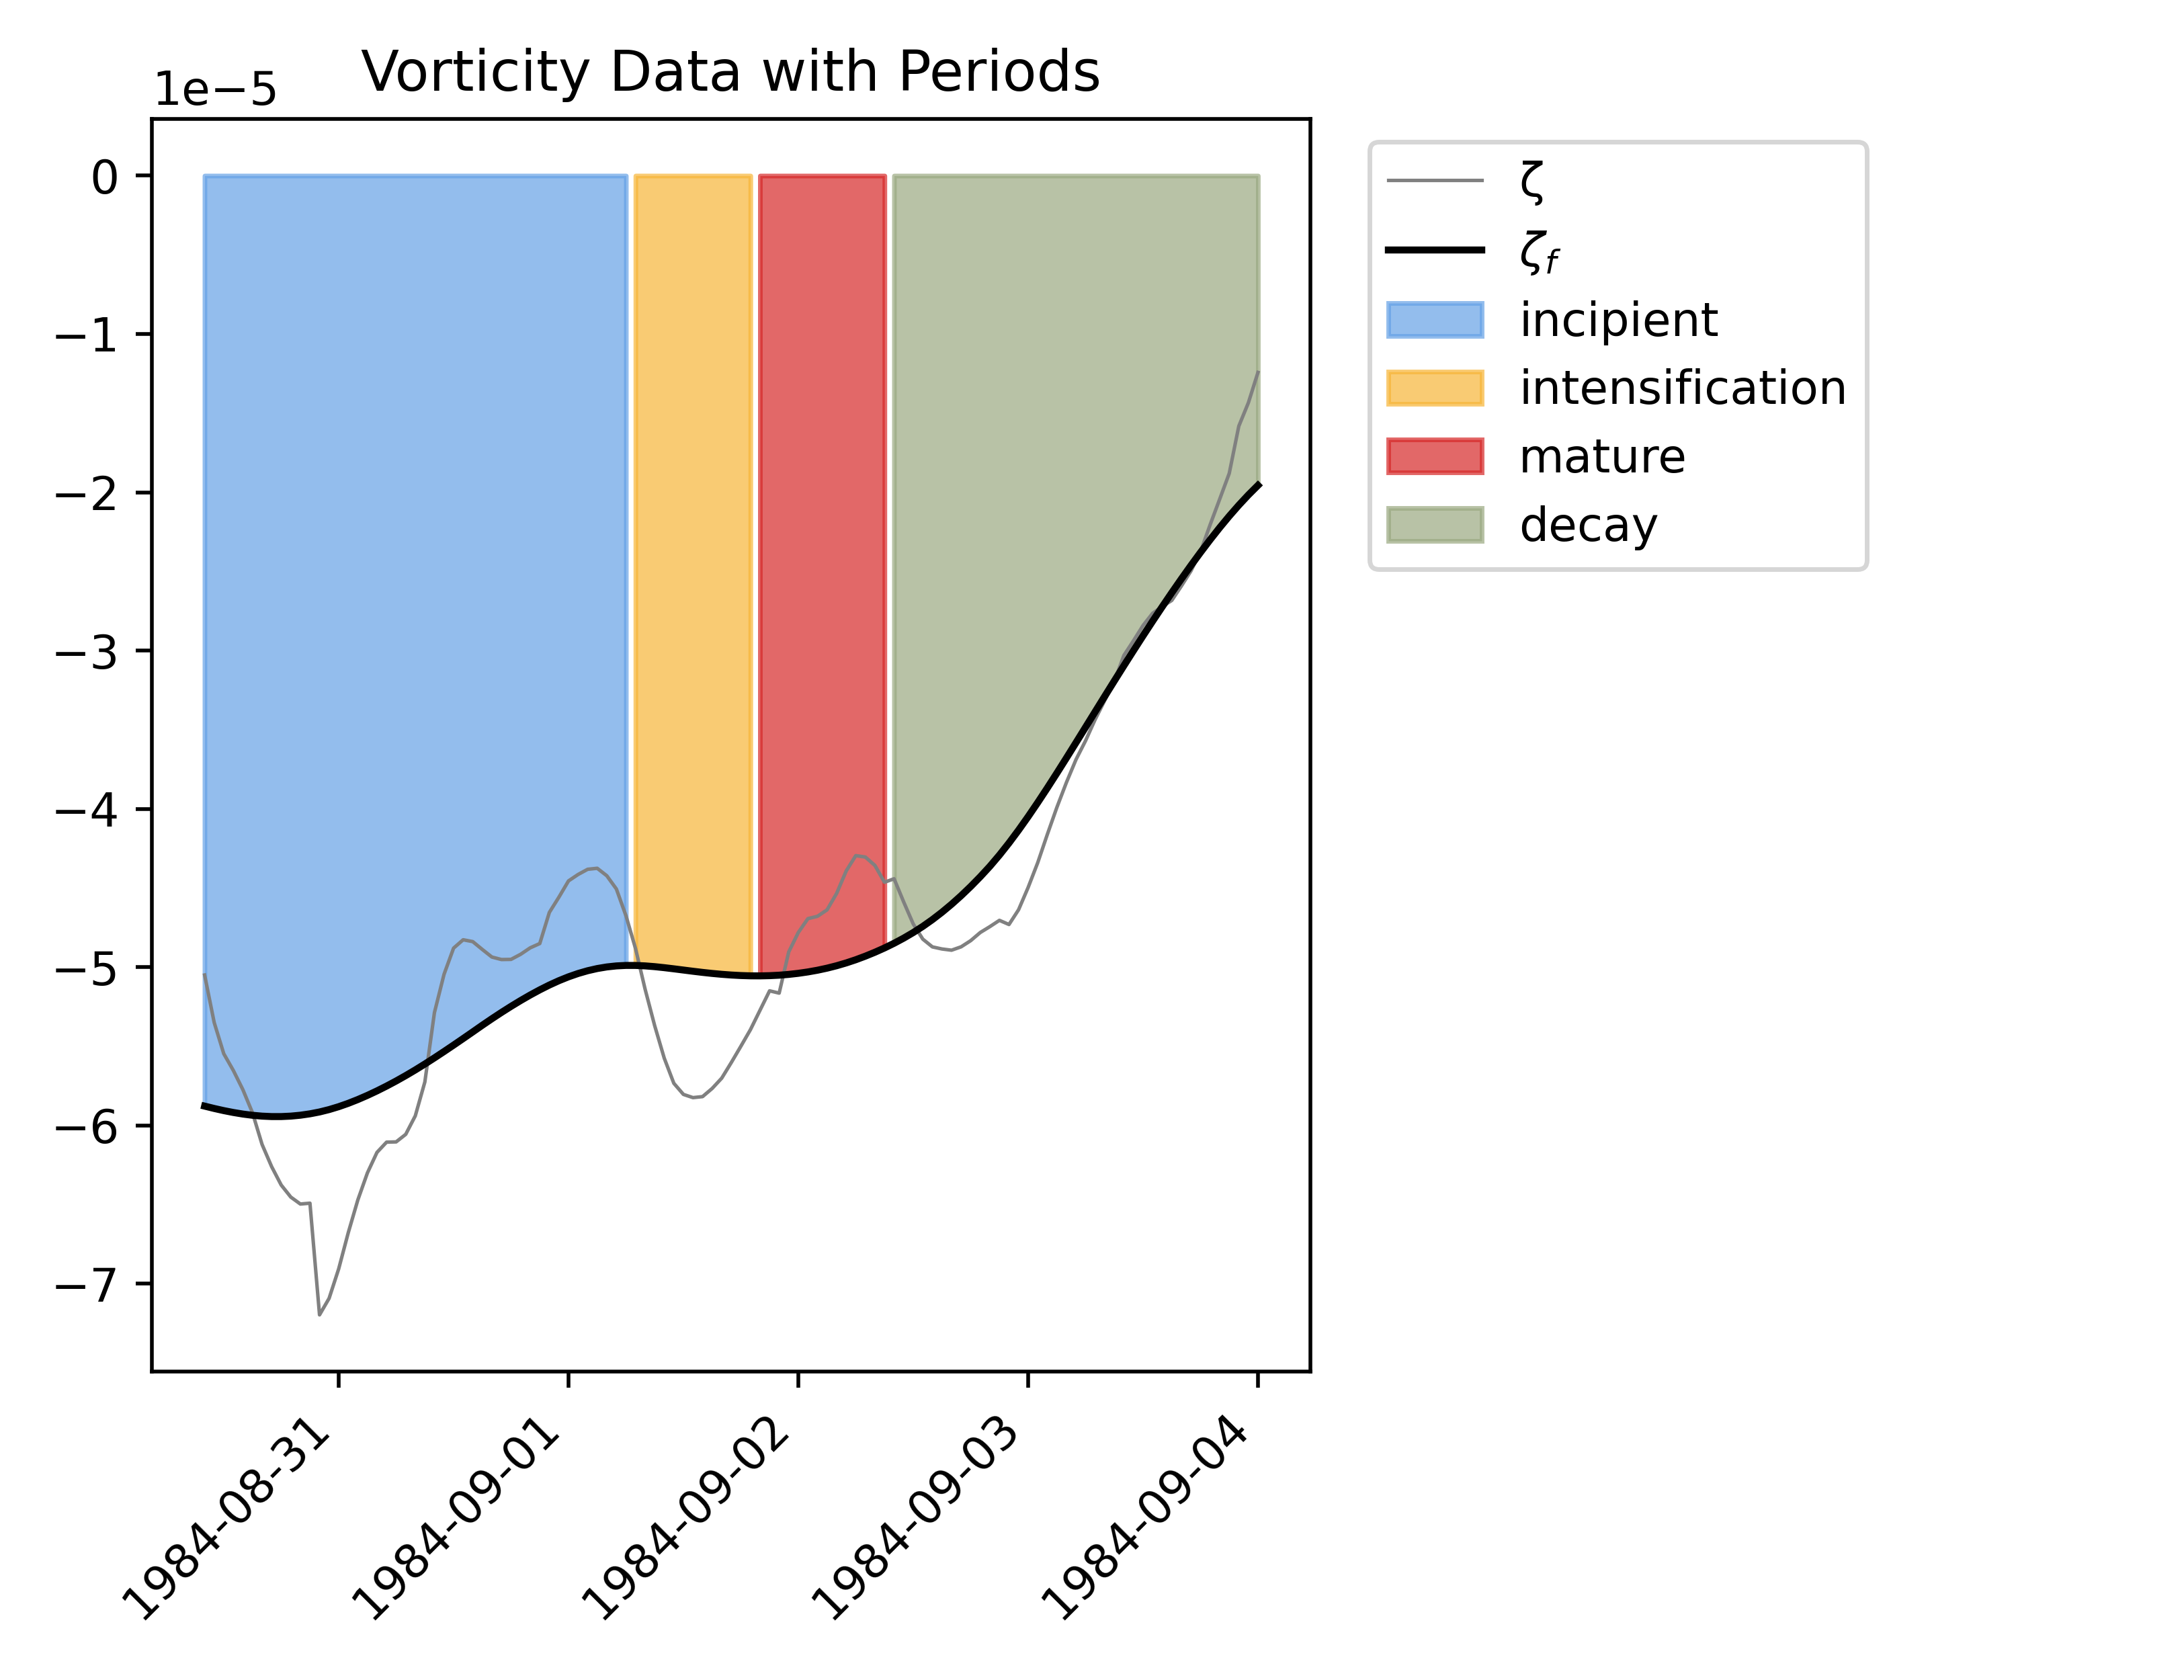 Vorticity Data with Periods
1e−5
0
−1
−2
−3
−4
−5
−6
−7
1984-08-31
1984-09-01
1984-09-02
1984-09-03
1984-09-04
ζ
ζf
incipient
intensification
mature
decay